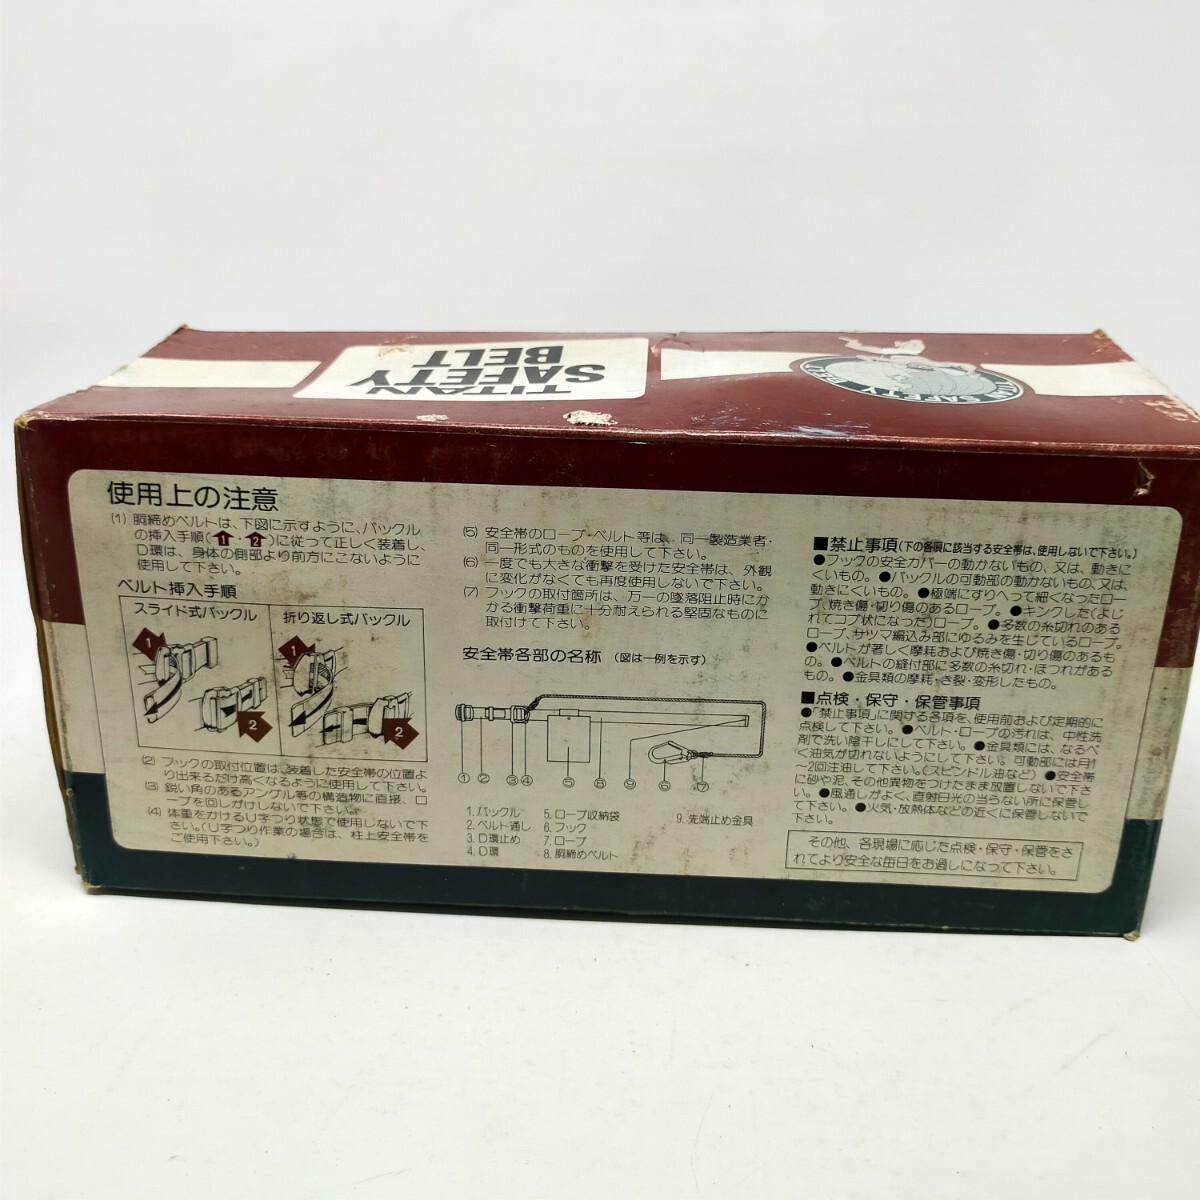 TITAN
SAFETY
BELT
TITAN SAFETY BELT
使用上の注意
(1) 胴締めベルトは、下図に示すように、バックル
の挿入手順(1・2)に従って正しく装着し、
D環は、身体の側部より前方にこないように
使用して下さい。
ベルト挿入手順
スライド式バックル
折り返し式バックル
1
2
1
2
(2) フックの取付位置は、装着した安全帯の位置よ
り出来るだけ高くなるように使用して下さい。
(3) 鋭い角のあるアングル等の構造物に直接、ロ
ープを回しがけしないで下さい。
(4) 体重をかけるU字つり状態で使用しないで下
さい。(U字つり作業の場合は、柱上安全帯を
ご使用下さい。)
(5) 安全帯のロープ・ベルト等は、同一製造業者・
同一形式のものを使用して下さい。
(6) 一度でも大きな衝撃を受けた安全帯は、外観
に変化がなくても再度使用しないで下さい。
(7) フックの取付箇所は、万一の墜落阻止時にか
かる衝撃荷重に十分耐えられる堅固なものに
取付けて下さい。
安全帯各部の名称 (図は一例を示す)
① ② ③④ ⑤ ⑧ ⑨ ⑥ ⑦
1. バックル
2. ベルト通し
3. D環止め
4. D環
5. ロープ収納袋
6. フック
7. ロープ
8. 胴締めベルト
9. 先端止め金具
■禁止事項(下の各項に該当する安全帯は、使用しないで下さい。)
●フックの安全カバーの動かないもの、又は、動きに
くいもの。●バックルの可動部の動かないもの、又は、
動きにくいもの。●極端にすりへって細くなったロー
プ、焼き傷・切り傷のあるロープ。●キンクした(よじ
れてコブ状になった)ロープ。●多数の糸切れのある
ロープ、サツマ編込み部にゆるみを生じているロープ。
●ベルトが著しく摩耗および焼き傷・切り傷のあるも
の。●ベルトの縫付部に多数の糸切れ・ほつれがある
もの。●金具類の摩耗・き裂・変形したもの。
■点検・保守・保管事項
●「禁止事項」に関する各項を、使用前および定期的に
点検して下さい。●ベルト・ロープの汚れは、中性洗
剤で洗い陰干しにして下さい。●金具類には、なるべ
く油気が切れないようにして下さい。可動部には月1
～2回注油して下さい。(スピンドル油など) ●安全帯
に砂や泥、その他異物をつけたまま放置しないで下さ
い。●風通しがよく、直射日光の当らない所に保管し
て下さい。●火気・放熱体などの近くに保管しないで
下さい。
その他、各現場に応じた点検・保守・保管をさ
れてより安全な毎日をお過しになって下さい。